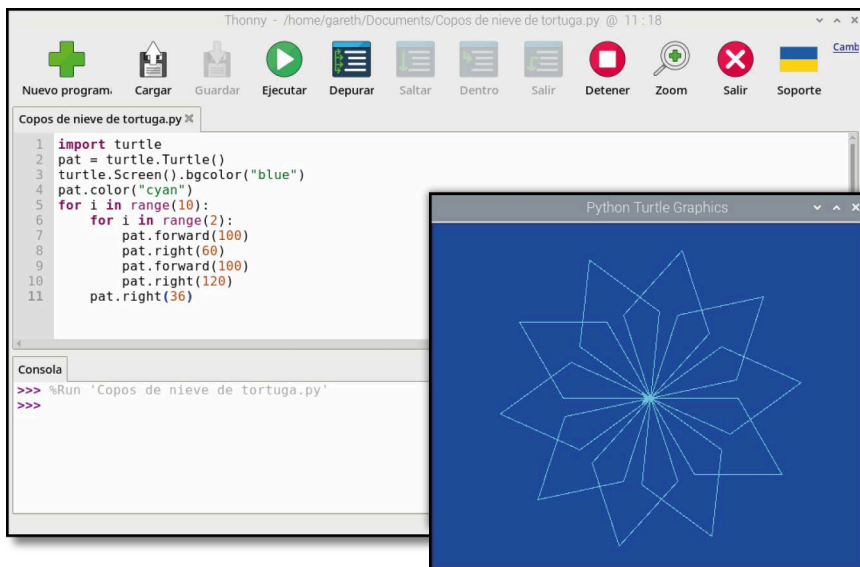 Thonny - /home/gareth/Documents/Copos de nieve de tortuga.py @ 11 : 18
Camb
Nuevo program. Cargar Guardar Ejecutar Depurar Saltar Dentro Salir Detener Zoom Salir Soporte
Copos de nieve de tortuga.py
1 import turtle
2 pat = turtle.Turtle()
3 turtle.Screen().bgcolor("blue")
4 pat.color("cyan")
5 for i in range(10):
6     for i in range(2):
7         pat.forward(100)
8         pat.right(60)
9         pat.forward(100)
10         pat.right(120)
11     pat.right(36)
Python Turtle Graphics
Consola
>>> %Run 'Copos de nieve de tortuga.py'
>>>